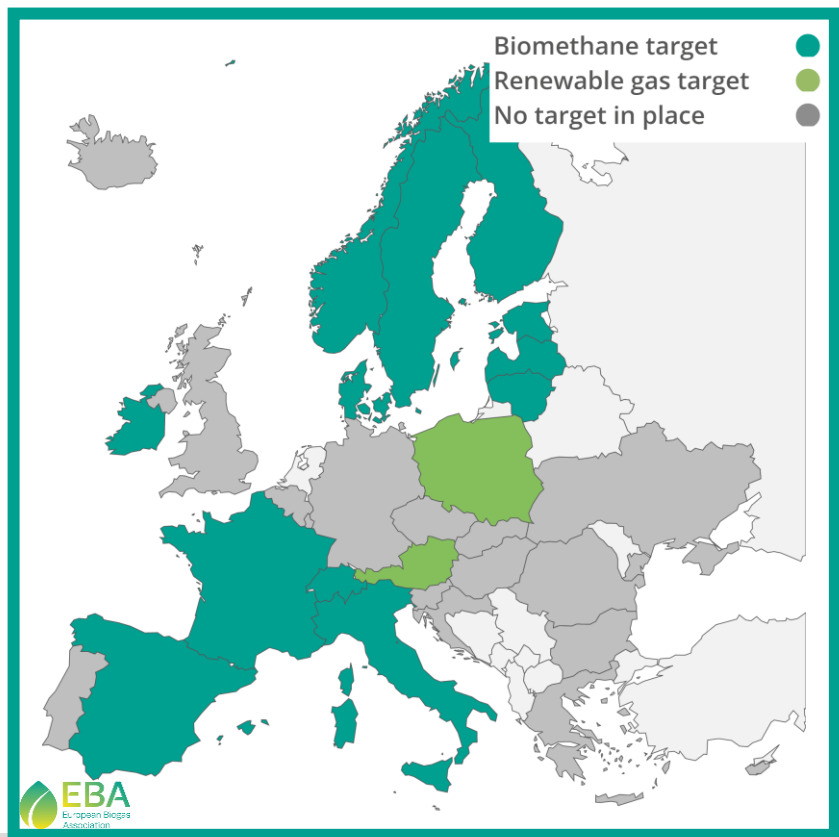 Biomethane target
Renewable gas target
No target in place
EBA
European Biogas
Association